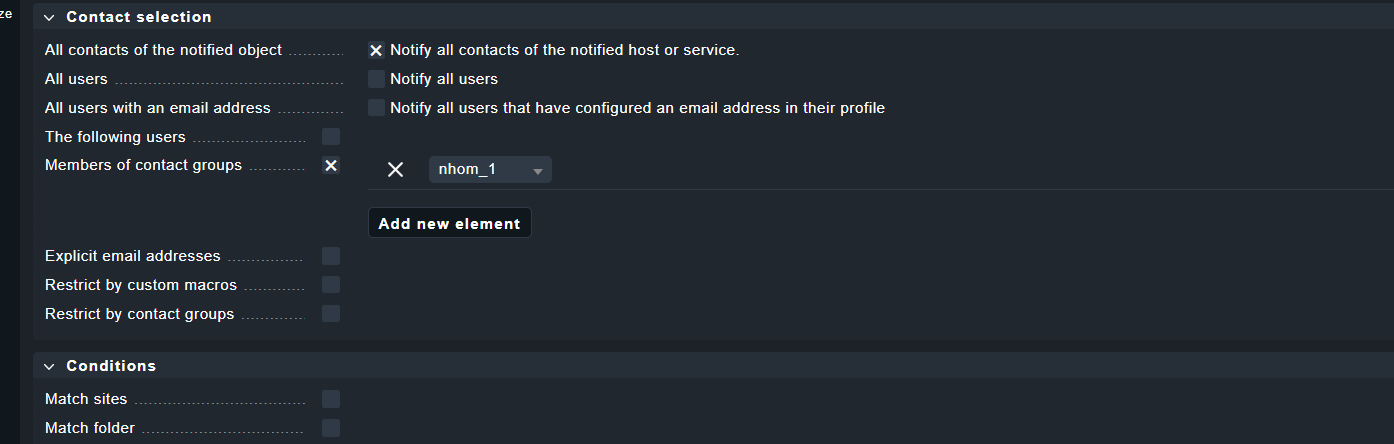 ze
Contact selection
All contacts of the notified object Notify all contacts of the notified host or service.
All users Notify all users
All users with an email address Notify all users that have configured an email address in their profile
The following users
Members of contact groups nhom_1
Add new element
Explicit email addresses
Restrict by custom macros
Restrict by contact groups
Conditions
Match sites
Match folder